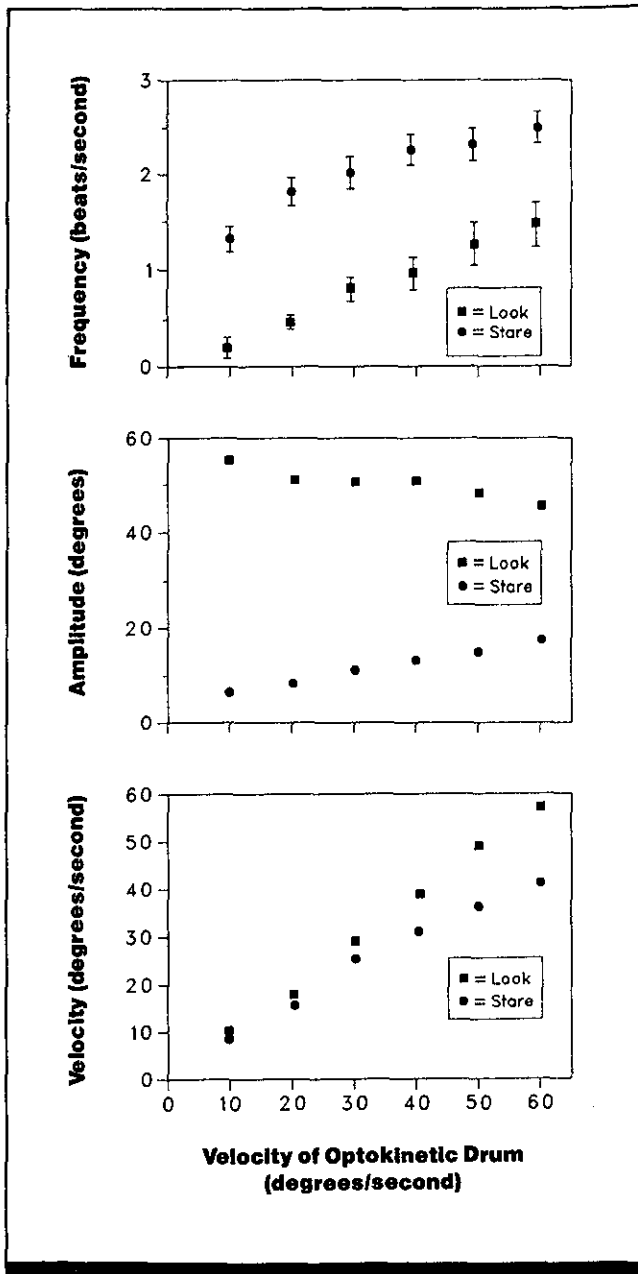 Frequency (beats/second)
3
2
1
0
■ = Look
● = Stare
Amplitude (degrees)
60
40
20
0
■ = Look
● = Stare
Velocity (degrees/second)
60
50
40
30
20
10
0
■ = Look
● = Stare
0 10 20 30 40 50 60
Velocity of Optokinetic Drum
(degrees/second)